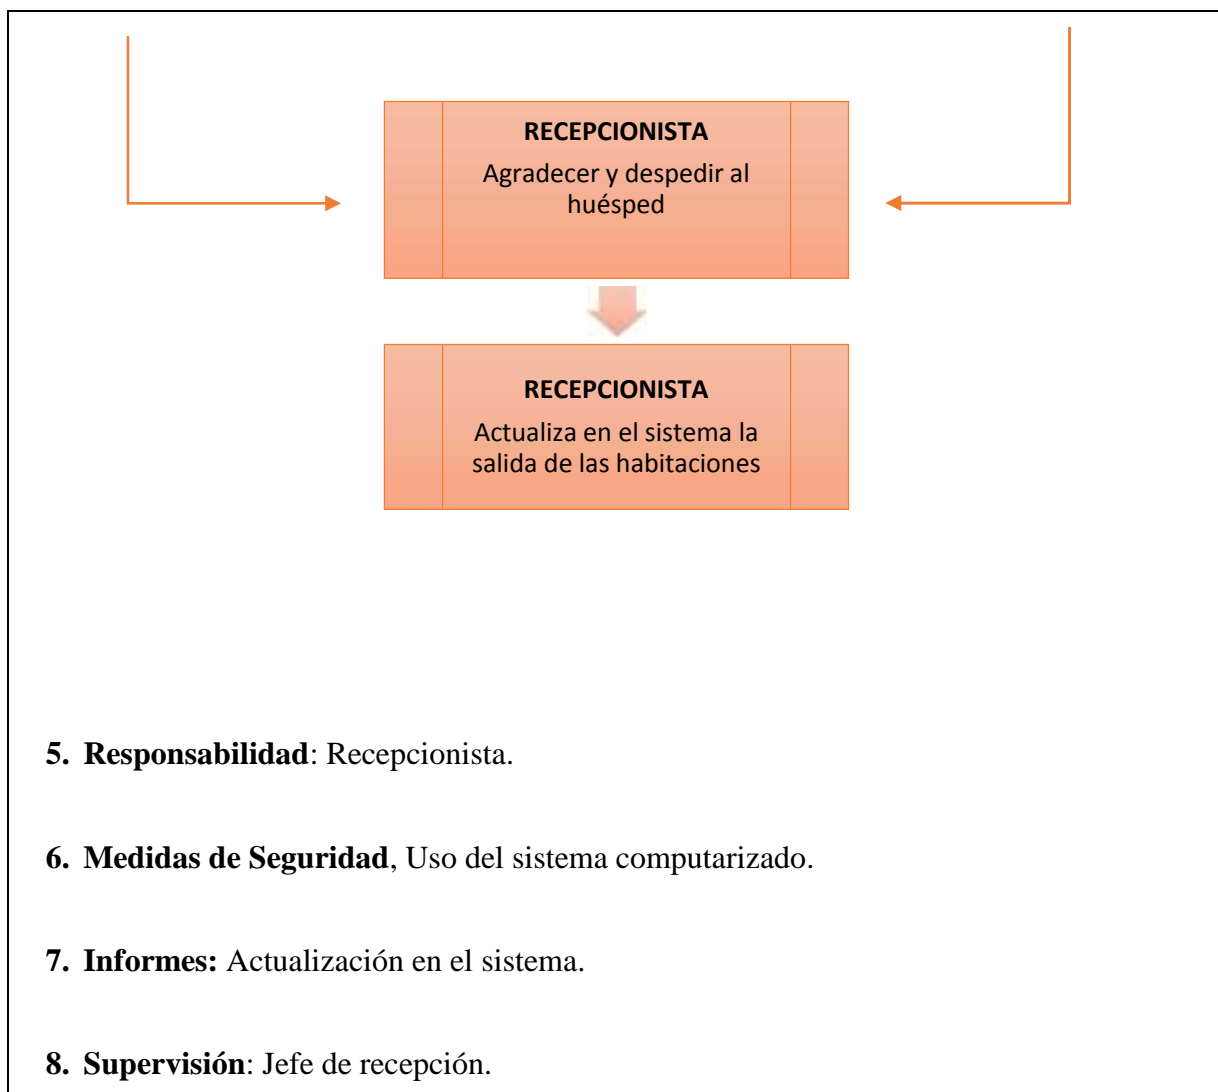 RECEPCIONISTA
Agradecer y despedir al
huésped
RECEPCIONISTA
Actualiza en el sistema la
salida de las habitaciones
5. Responsabilidad: Recepcionista.
6. Medidas de Seguridad, Uso del sistema computarizado.
7. Informes: Actualización en el sistema.
8. Supervisión: Jefe de recepción.